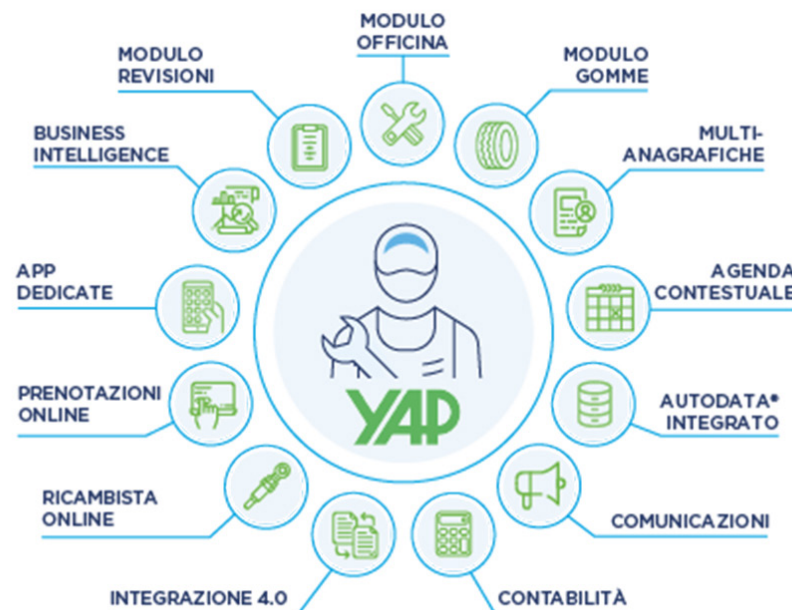 MODULO
OFFICINA
MODULO
GOMME
MULTI-
ANAGRAFICHE
AGENDA
CONTESTUALE
AUTODATA®
INTEGRATO
COMUNICAZIONI
CONTABILITÀ
INTEGRAZIONE 4.0
RICAMBISTA
ONLINE
PRENOTAZIONI
ONLINE
APP
DEDICATE
BUSINESS
INTELLIGENCE
MODULO
REVISIONI
YAP